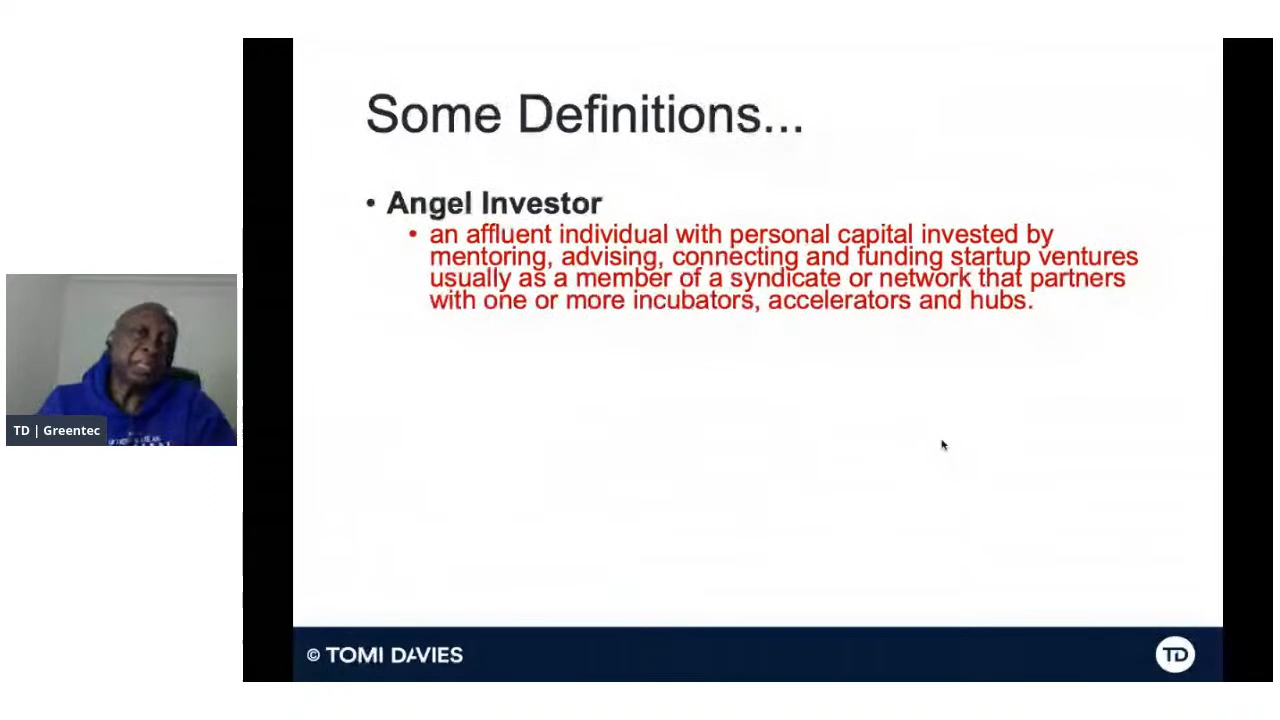 Some Definitions...
• Angel Investor
• an affluent individual with personal capital invested by
mentoring, advising, connecting and funding startup ventures
usually as a member of a syndicate or network that partners
with one or more incubators, accelerators and hubs.
TD | Greentec
© TOMI DAVIES
TD